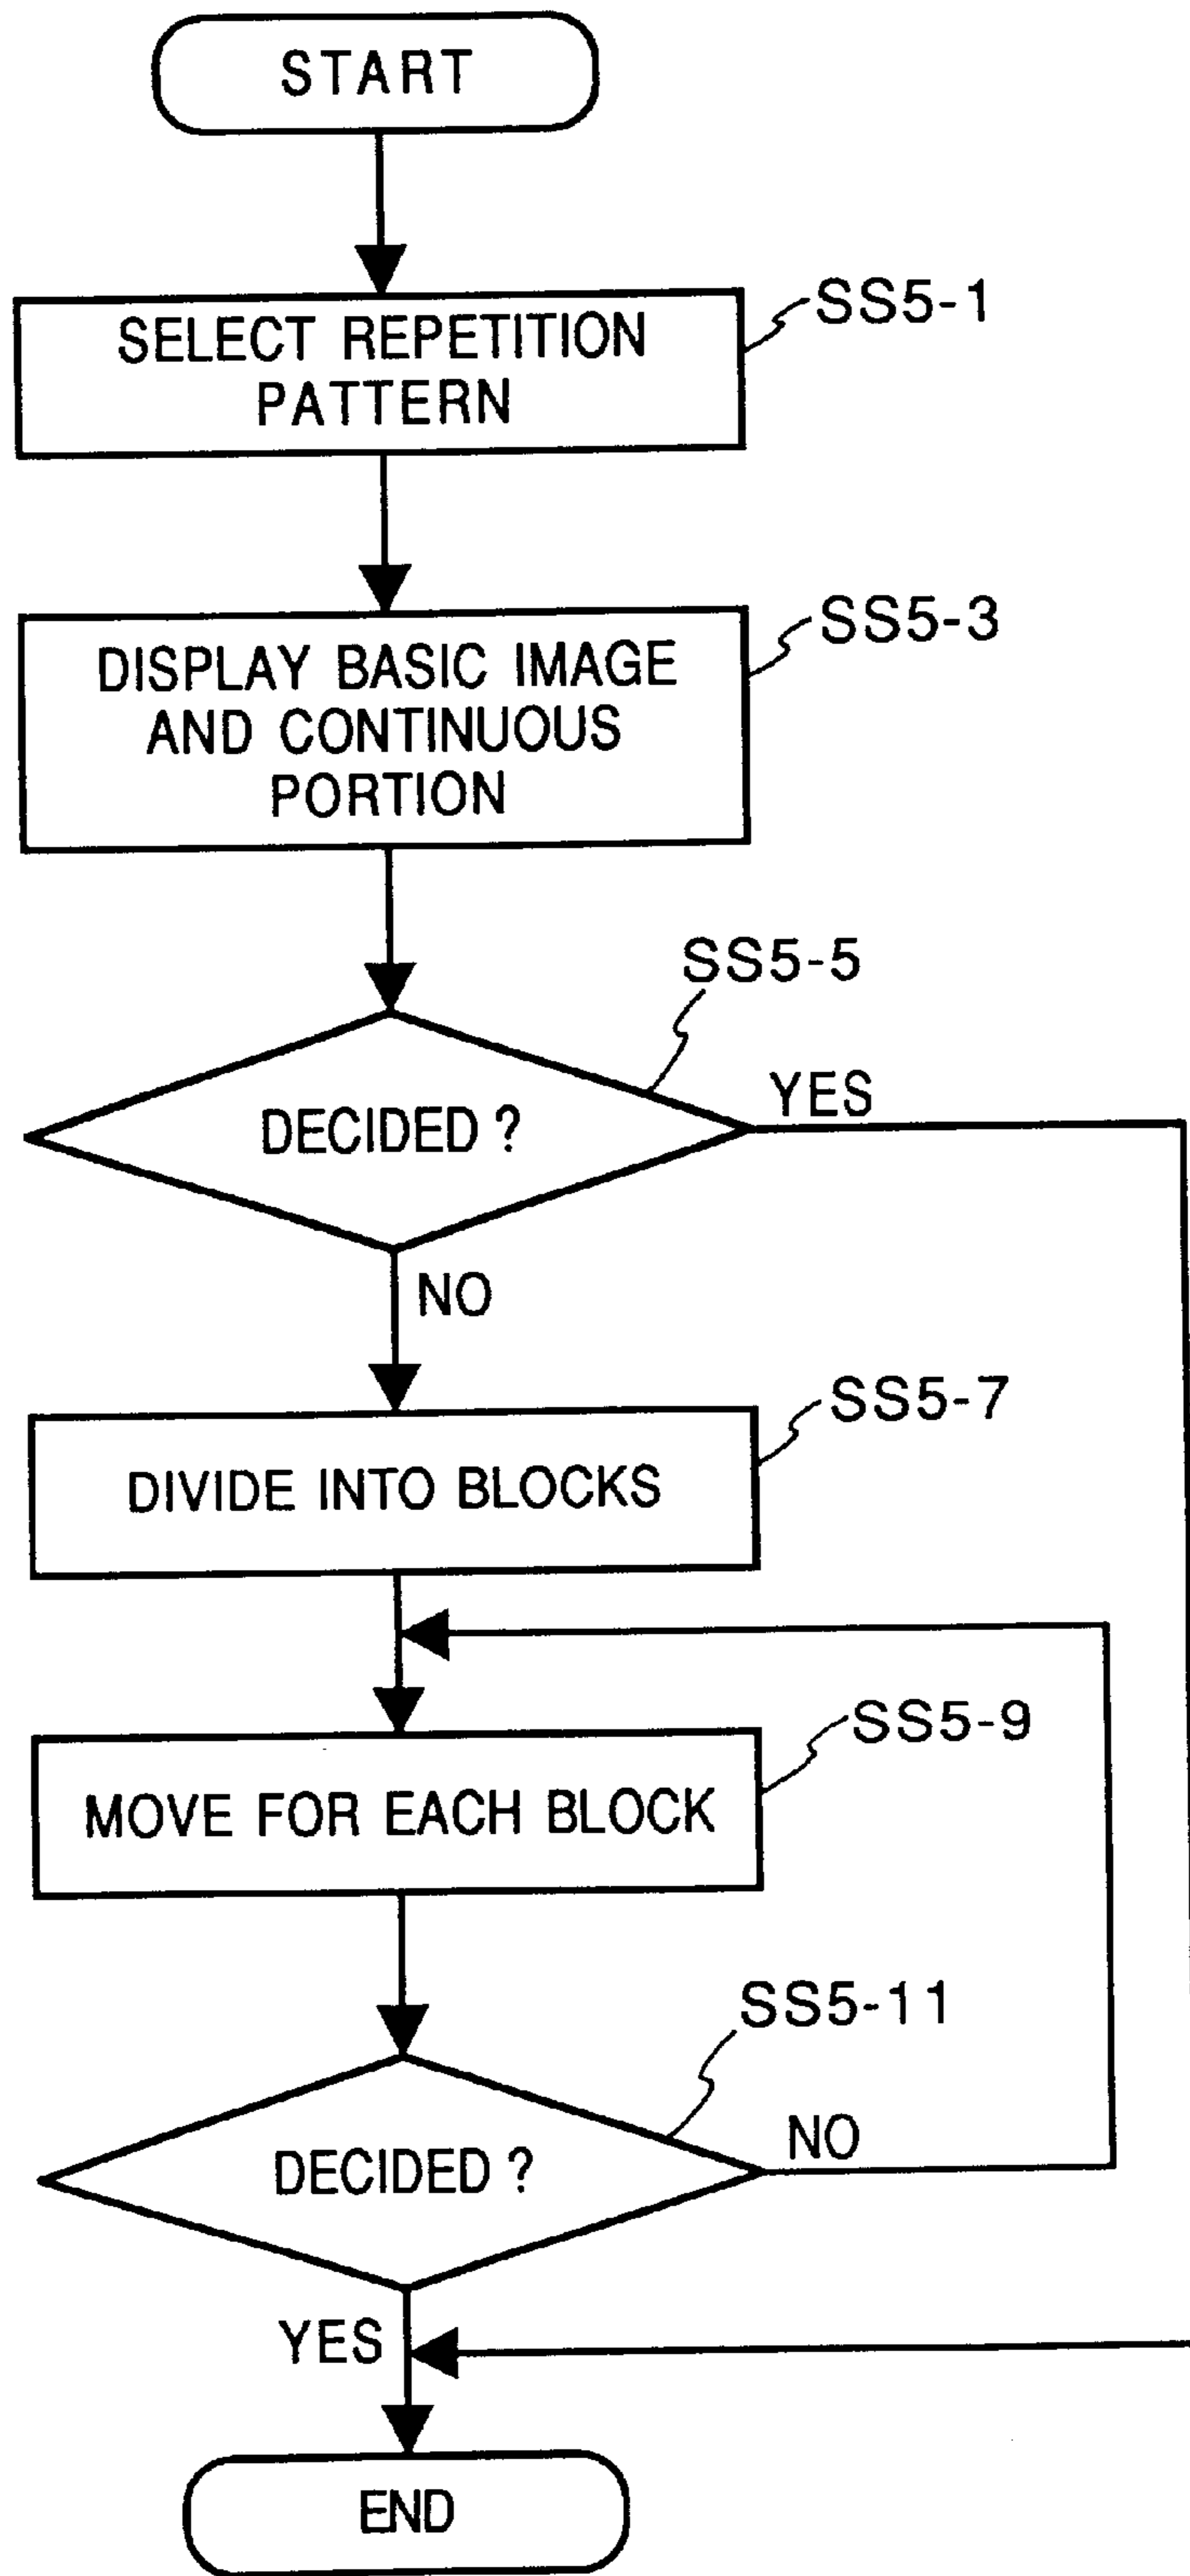 START
SS5-1
SELECT REPETITION
PATTERN
SS5-3
DISPLAY BASIC IMAGE
AND CONTINUOUS
PORTION
SS5-5
YES
DECIDED ?
NO
SS5-7
DIVIDE INTO BLOCKS
SS5-9
MOVE FOR EACH BLOCK
SS5-11
NO
DECIDED ?
YES
END